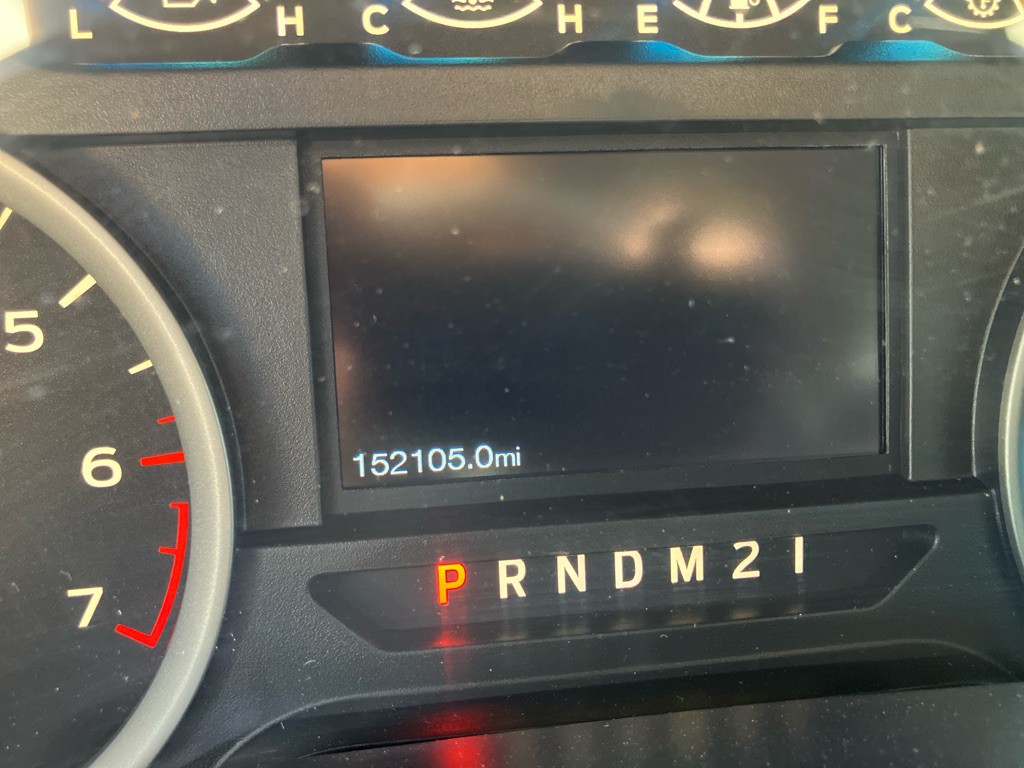 L H C H E F C
5
6
152105.0mi
7
P R N D M 2 1